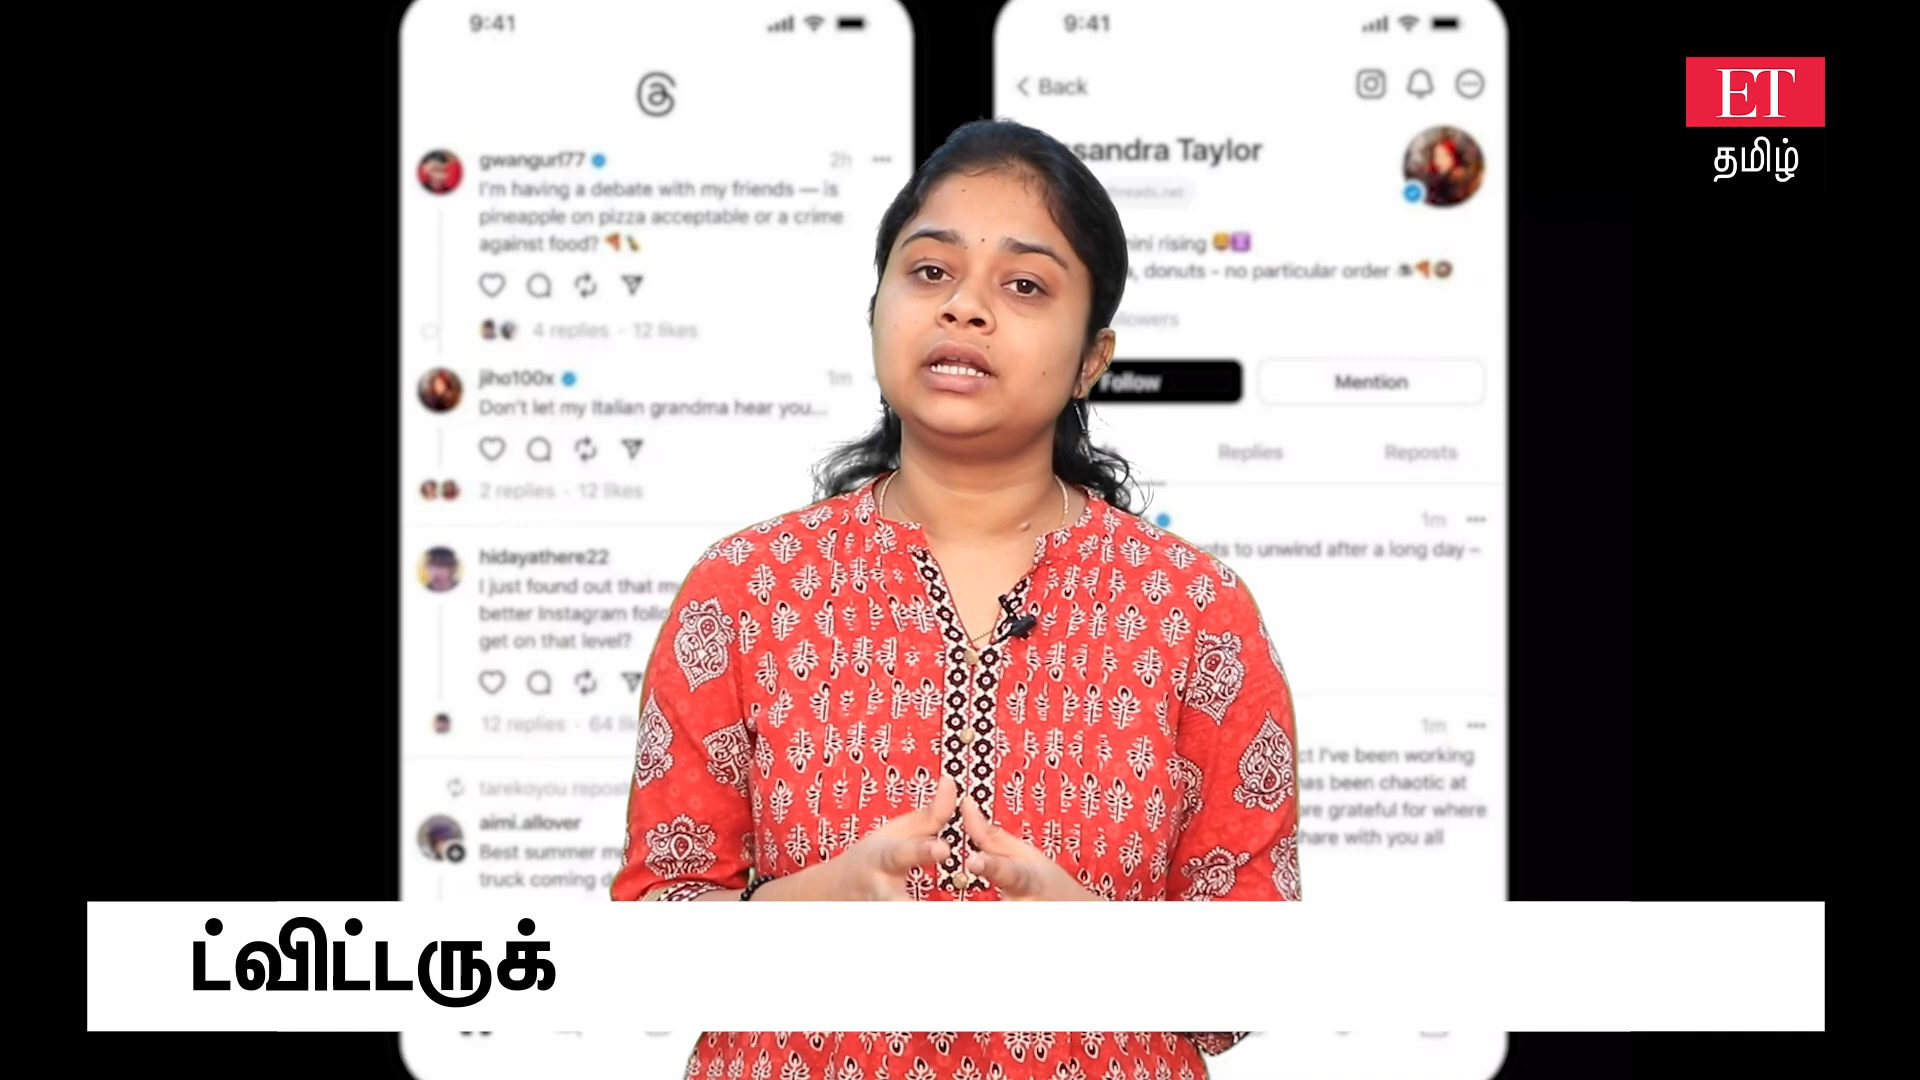 9:41
gwangurl77
2h
I'm having a debate with my friends — is
pineapple on pizza acceptable or a crime
against food?
4 replies · 12 likes
jiho100x
1m
Don't let my Italian grandma hear you...
2 replies · 12 likes
hidayathere22
I just found out that
better Instagram
get on that level?
12 replies · 64
tarekoyou
aimi.allover
Best summer
truck coming
9:41
Back
Taylor
rising
donuts - no particular order
Follow
Mention
Replies
Reposts
1m
to unwind after a long day –
1m
I've been working
been chaotic at
grateful for where
with you all
ET
தமிழ்
ட்விட்டருக்